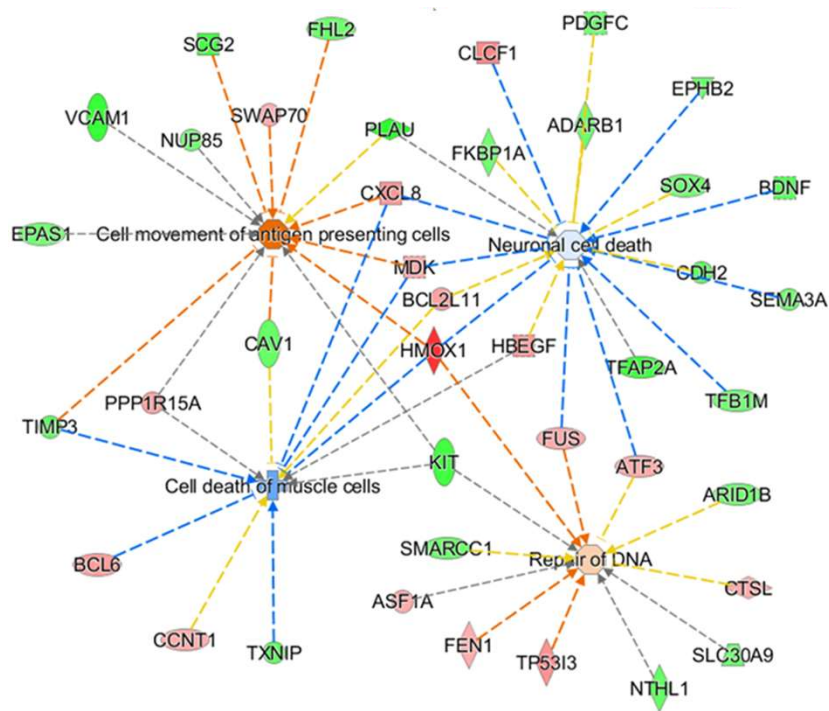 PDGFC
FHL2
SCG2
CLCF1
EPHB2
VCAM1
SWAP70
PLAU
ADARB1
NUP85
FKBP1A
SOX4
BDNF
CXCL8
EPAS1
Cell movement of antigen presenting cells
Neuronal cell death
MDK
CDH2
BCL2L11
SEMA3A
CAV1
HMOX1
HBEGF
TFAP2A
PPP1R15A
TFB1M
TIMP3
FUS
KIT
ATF3
Cell death of muscle cells
ARID1B
SMARCC1
Repair of DNA
BCL6
CTSL
ASF1A
CCNT1
FEN1
TXNIP
TP53I3
SLC30A9
NTHL1